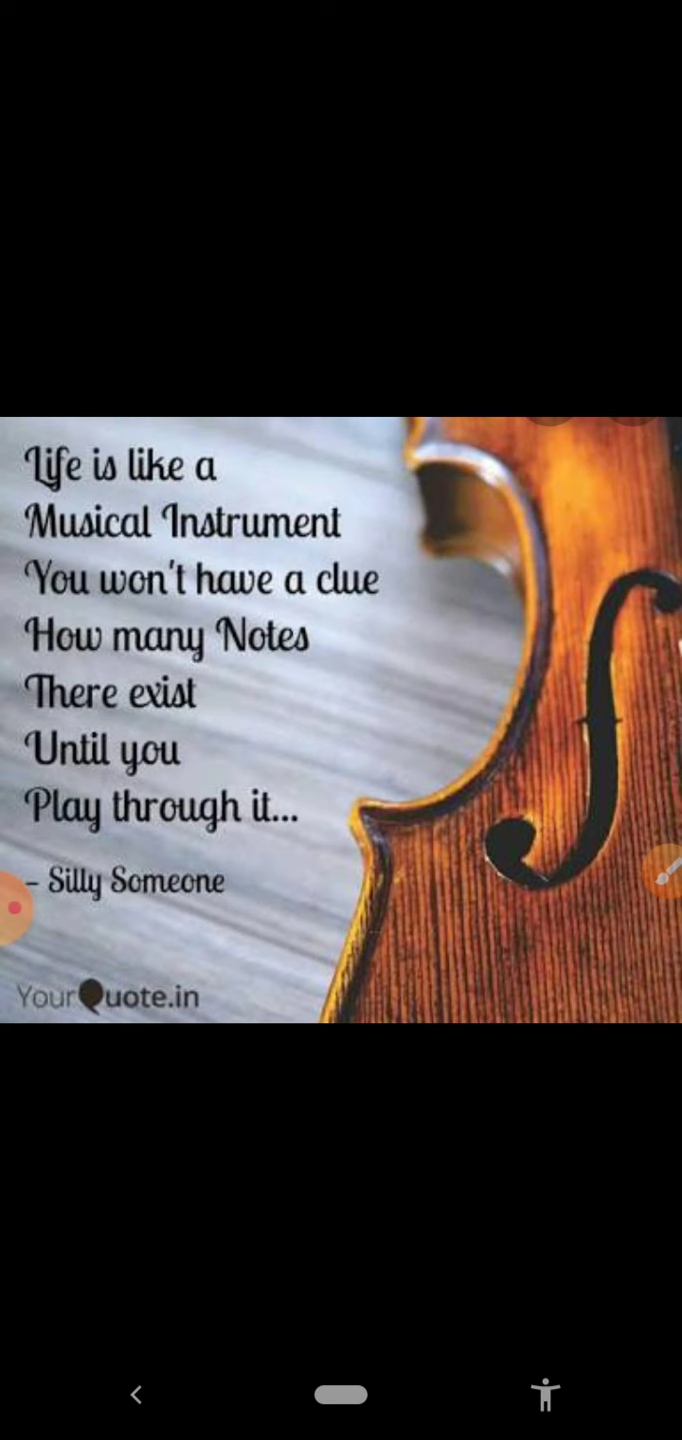 Life is like a
Musical Instrument
You won't have a clue
How many Notes
There exist
Until you
Play through it...
- Silly Someone
YourQuote.in